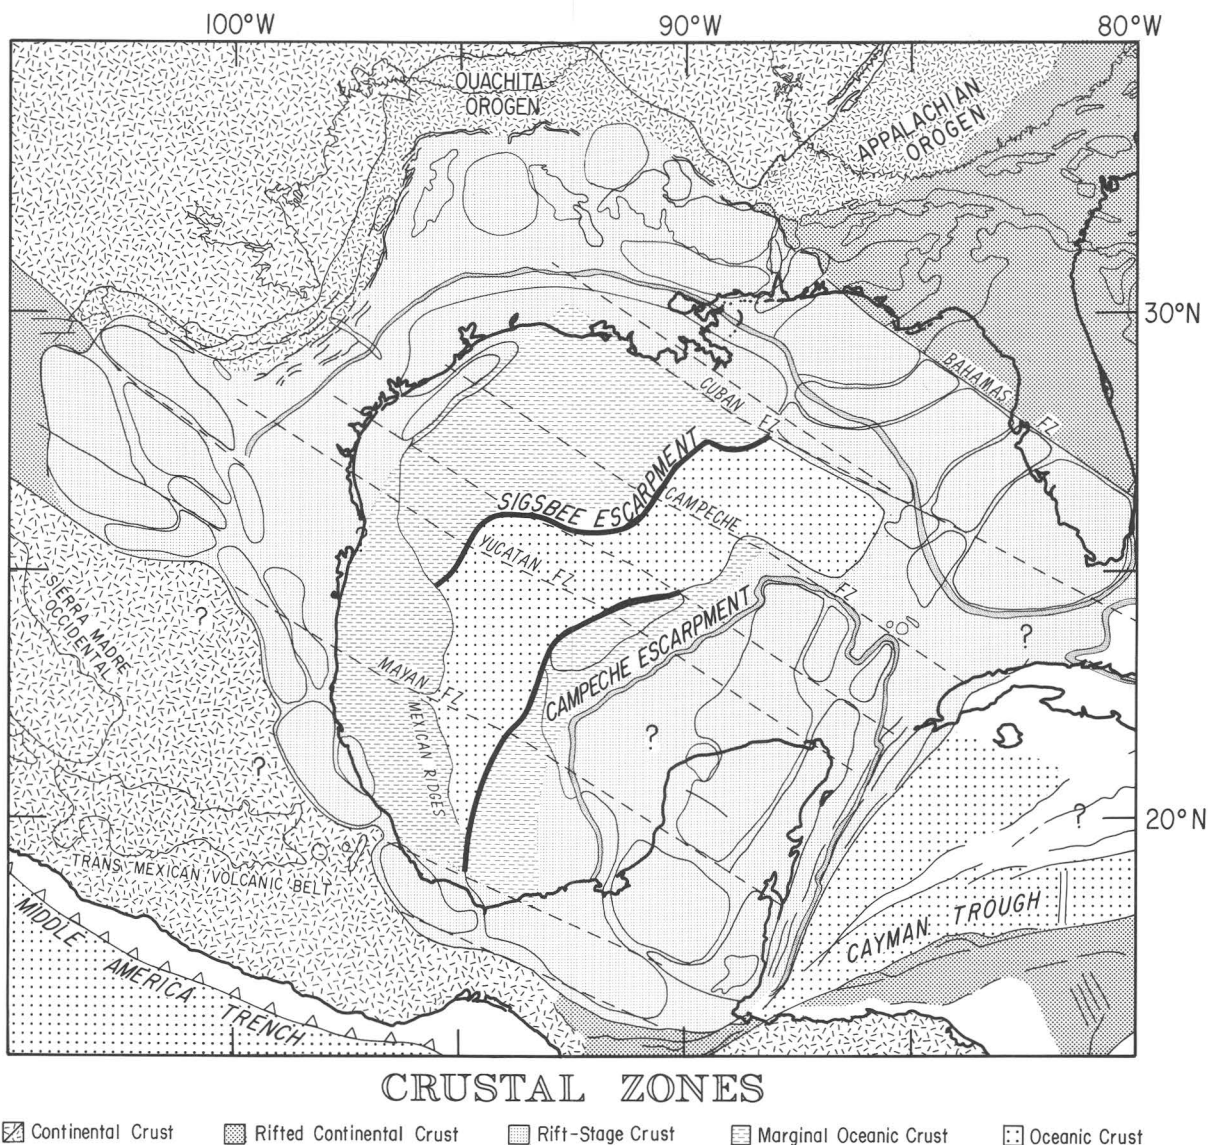 100°W
90°W
80°W
OUACHITA
OROGEN
APPALACHIAN
OROGEN
30°N
BAHAMAS
FZ
CUBAN
FZ
?
SIGSBEE ESCARPMENT
CAMPECHE
FZ
YUCATAN FZ
SIERRA MADRE
OCCIDENTAL
?
?
CAMPECHE ESCARPMENT
MAYAN FZ
MEXICAN RIDGES
?
?
?
20°N
?
TRANS MEXICAN VOLCANIC BELT
CAYMAN TROUGH
MIDDLE
AMERICA
TRENCH
CRUSTAL ZONES
Continental Crust
Rifted Continental Crust
Rift-Stage Crust
Marginal Oceanic Crust
Oceanic Crust